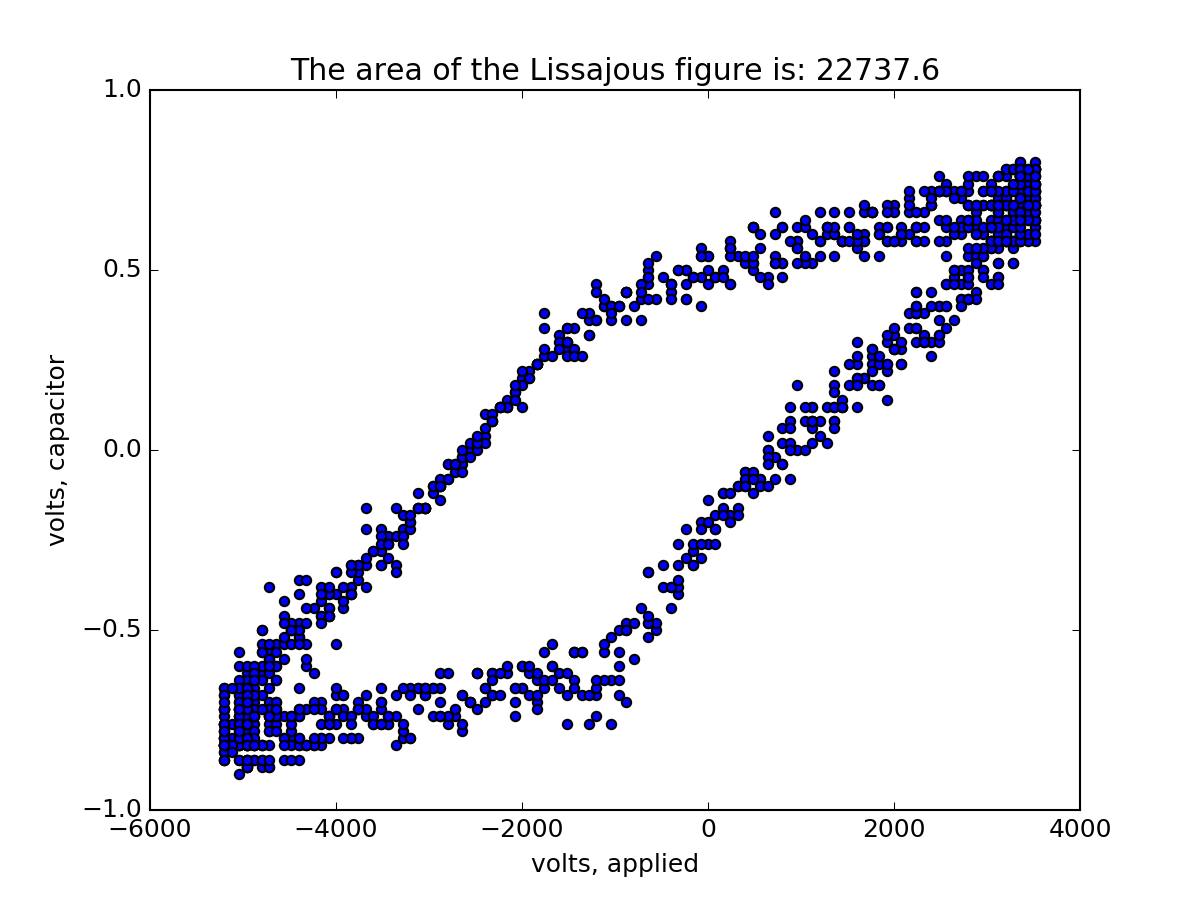 The area of the Lissajous figure is: 22737.6
1.0
0.5
0.0
−0.5
−1.0
volts, capacitor
−6000 −4000 −2000 0 2000 4000
volts, applied